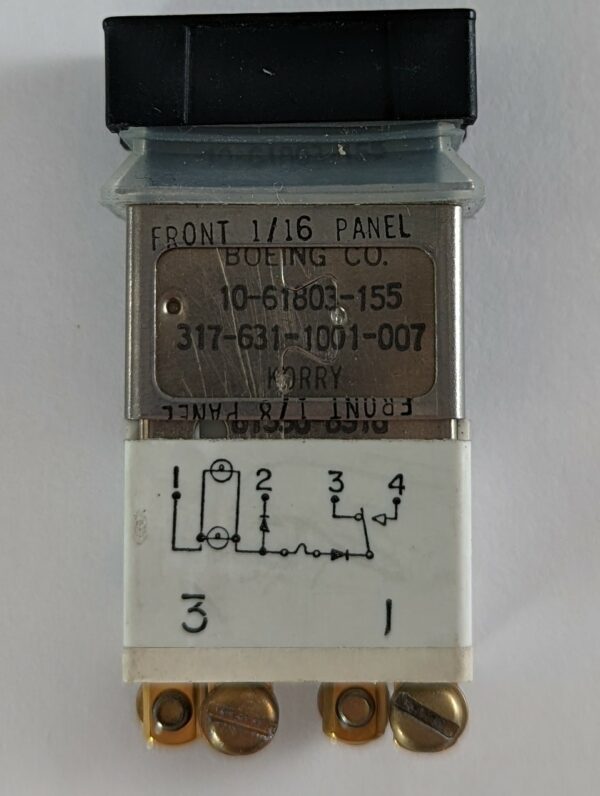 FRONT 1/16 PANEL
BOEING CO.
10-61803-155
317-631-1001-007
KORRY
FRONT 1/8 PANEL
1 2 3 4
3 1